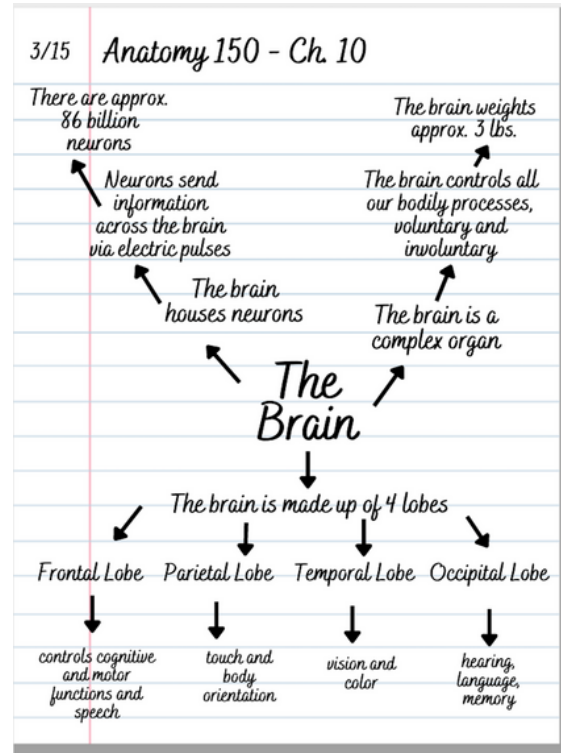 3/15 Anatomy 150 - Ch. 10
There are approx.
86 billion
neurons
Neurons send
information
across the brain
via electric pulses
The brain
houses neurons
The brain weights
approx. 3 lbs.
The brain controls all
our bodily processes,
voluntary and
involuntary
The brain is a
complex organ
The
Brain
The brain is made up of 4 lobes
Frontal Lobe
Parietal Lobe
Temporal Lobe
Occipital Lobe
controls cognitive
and motor
functions and
speech
touch and
body
orientation
vision and
color
hearing,
language,
memory